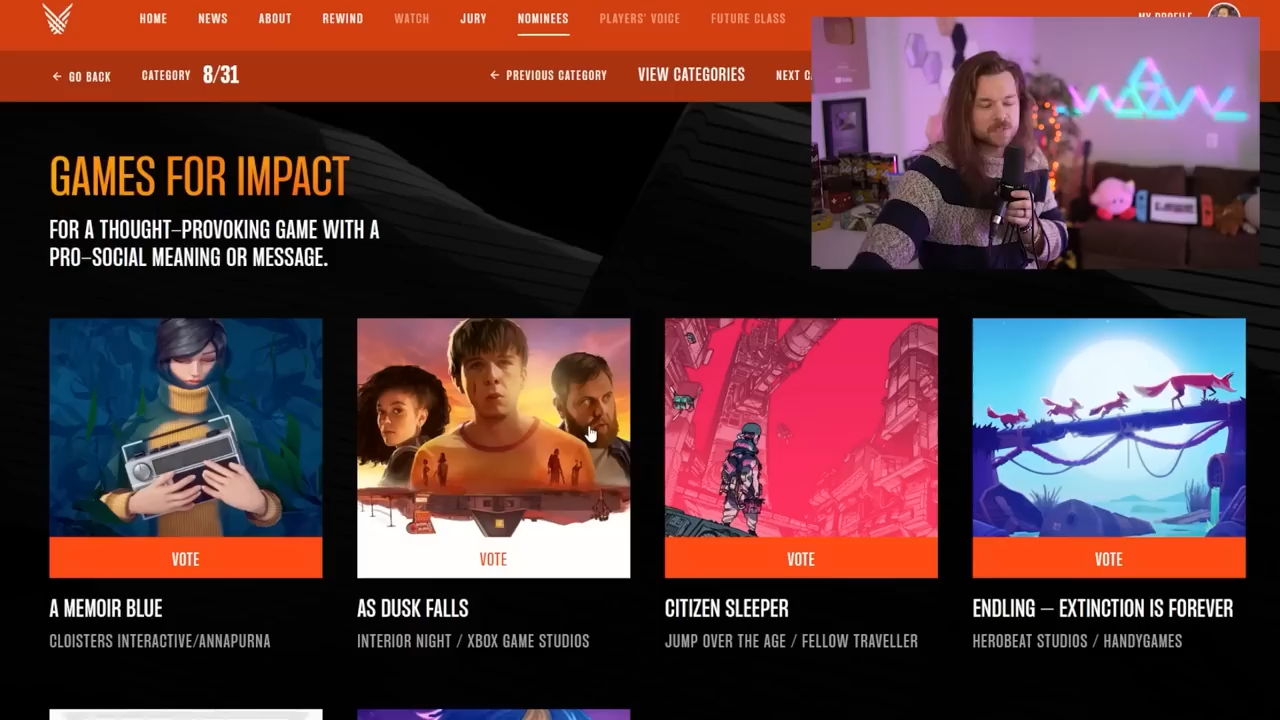 HOME NEWS ABOUT REWIND WATCH JURY NOMINEES PLAYERS' VOICE FUTURE CLASS MY PROFILE
GO BACK CATEGORY 8/31 PREVIOUS CATEGORY VIEW CATEGORIES
GAMES FOR IMPACT
FOR A THOUGHT–PROVOKING GAME WITH A
PRO–SOCIAL MEANING OR MESSAGE.
VOTE VOTE VOTE VOTE
A MEMOIR BLUE AS DUSK FALLS CITIZEN SLEEPER ENDLING – EXTINCTION IS FOREVER
CLOISTERS INTERACTIVE/ANNAPURNA INTERIOR NIGHT / XBOX GAME STUDIOS JUMP OVER THE AGE / FELLOW TRAVELLER HEROBEAT STUDIOS / HANDYGAMES